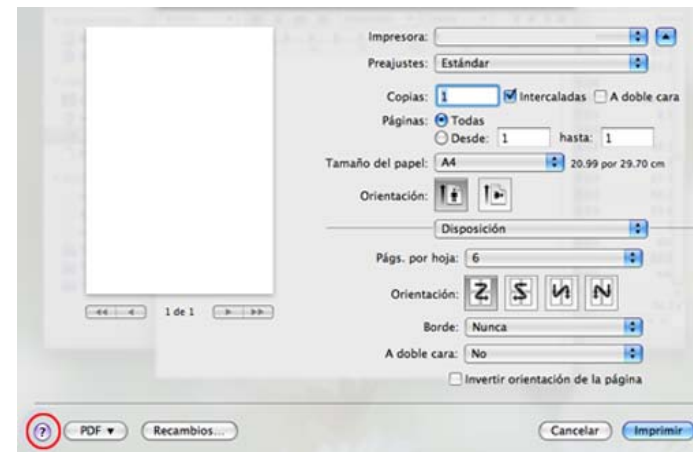 Impresora:
Preajustes: Estándar
Copias: 1 Intercaladas A doble cara
Páginas: Todas
Desde: 1 hasta: 1
Tamaño del papel: A4 20.99 por 29.70 cm
Orientación:
Disposición
Págs. por hoja: 6
Orientación:
1 de 1
Borde: Nunca
A doble cara: No
Invertir orientación de la página
? PDF Recambios... Cancelar Imprimir